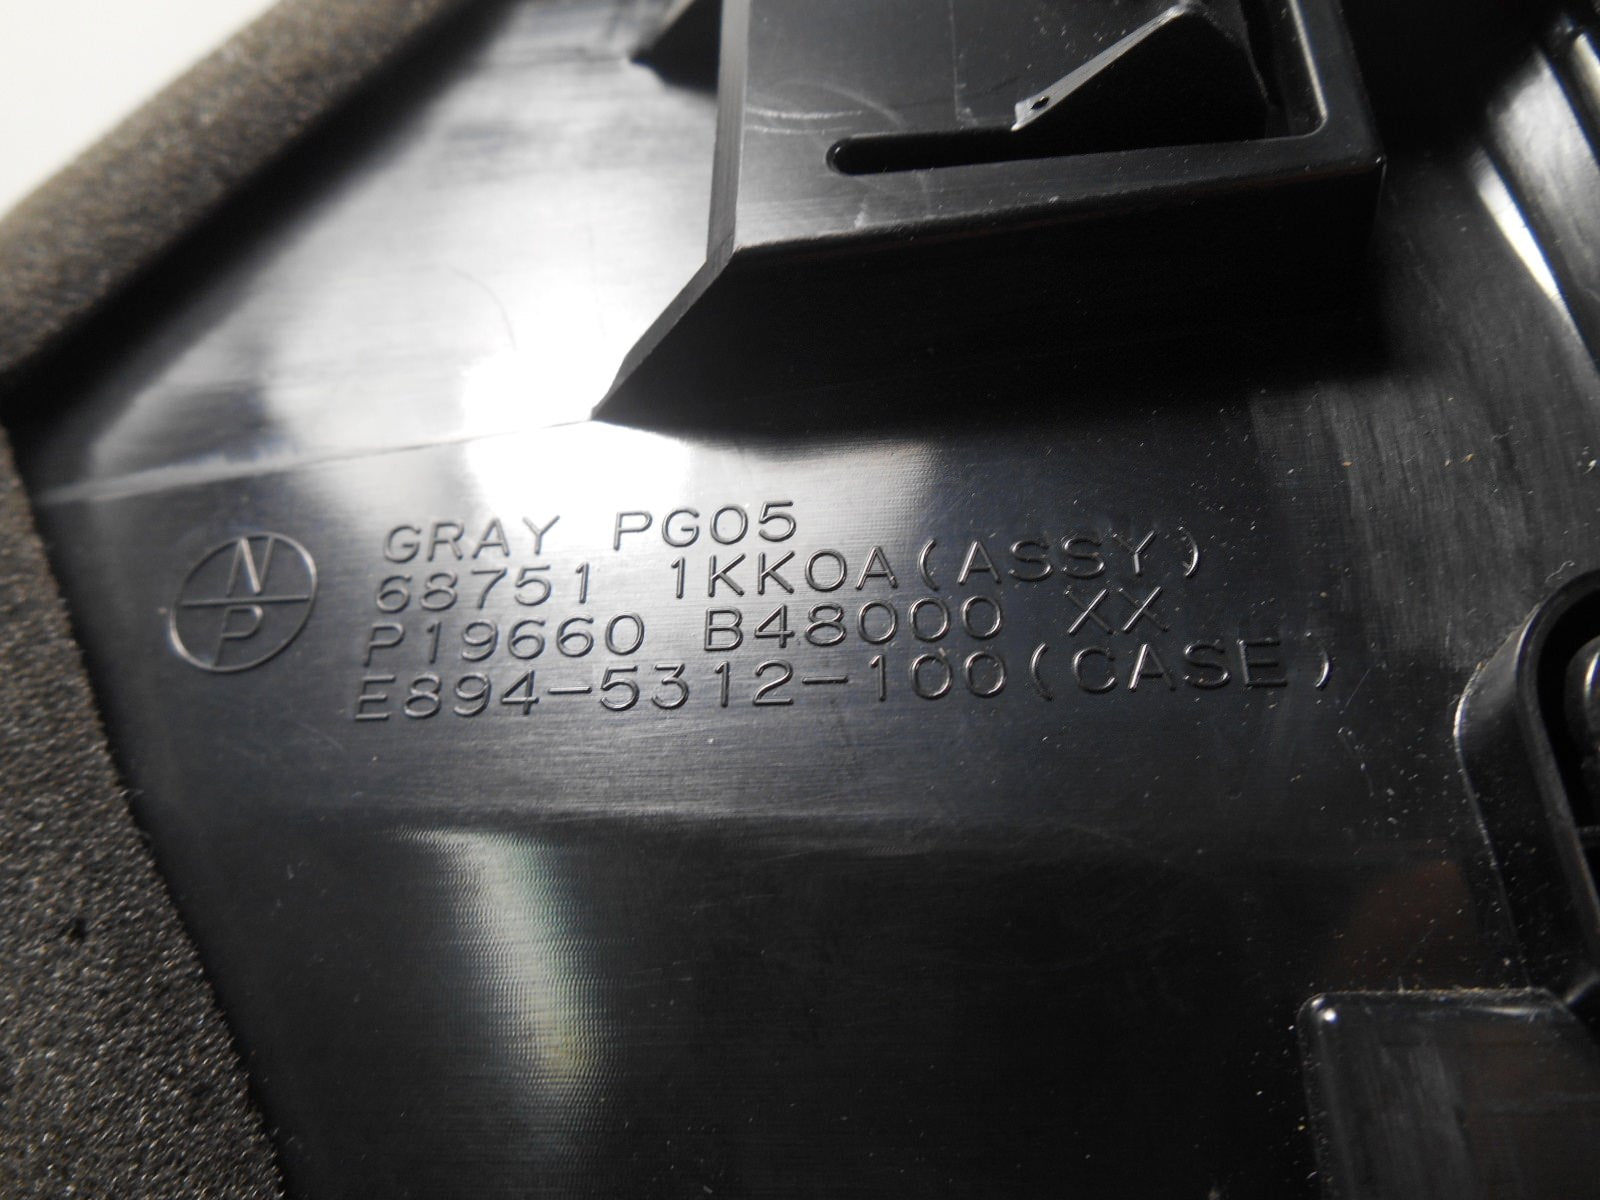 N
P
GRAY PG05
68751 1KK0A(ASSY)
P19660 B48000 XX
E894-5312-100(CASE)